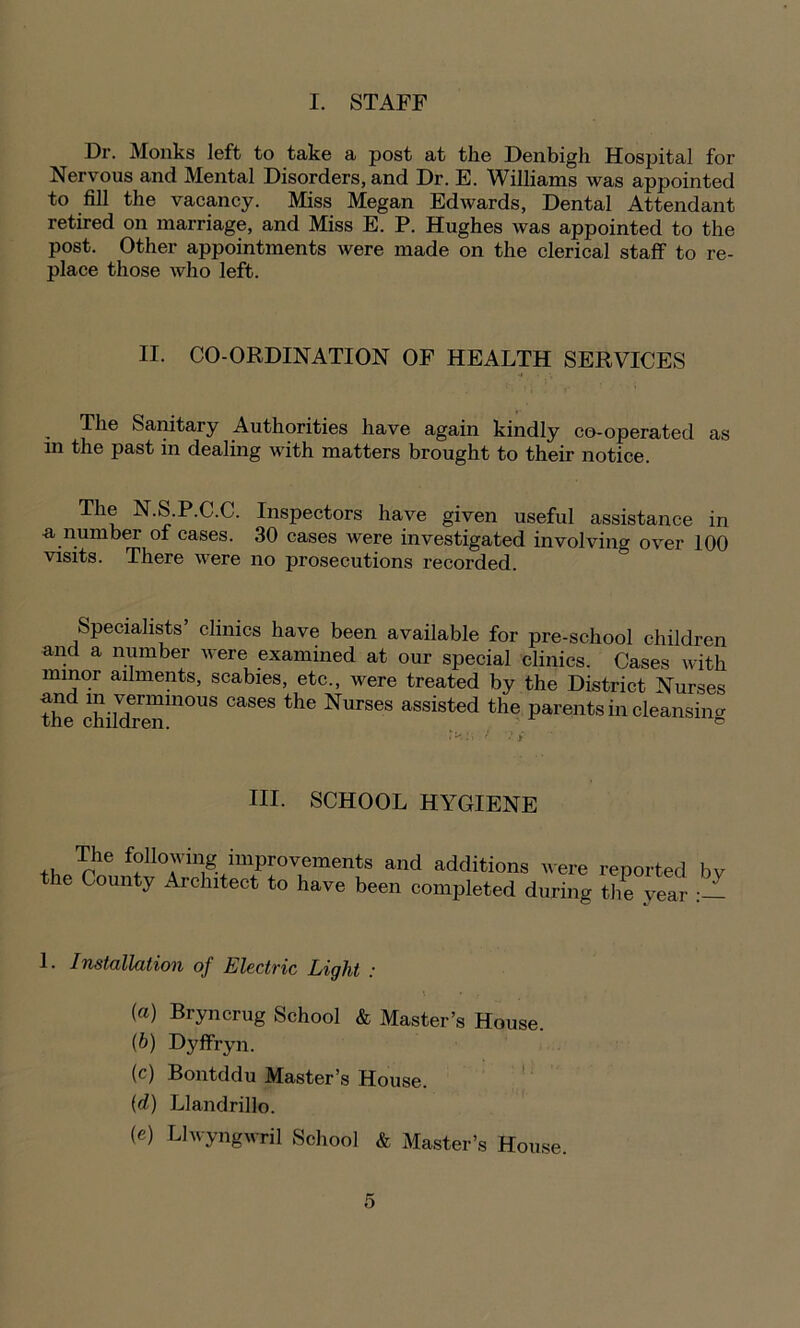 I. STAFF
Dr. Monks left to take a post at the Denbigh Hospital for
Nervous and Mental Disorders, and Dr. E. Williams was appointed
to fill the vacancy. Miss Megan Edwards, Dental Attendant
retired on marriage, and Miss E. P. Hughes was appointed to the
post. Other appointments were made on the clerical staff to re-
place those who left.
II. CO-ORDINATION OF HEALTH SERVICES
The Sanitary Authorities have again kindly co-operated as
in the past in dealing with matters brought to their notice.
The N.S.P.C.C. Inspectors have given useful assistance in
a number of cases. 30 cases were investigated involving over 100
visits. There were no prosecutions recorded.
Specialists' clinics have been available for pre-school children
and a number were examined at our special clinics. Cases with
minor ailments, scabies, etc., were treated by the District Nurses
and in verminous cases the Nurses assisted the parents in cleansing
the children.
III. SCHOOL HYGIENE
The following improvements and additions were reported by
the County Architect to have been completed during the year :—
1. Installation of Electric Light :
(a) Bryncrug School & Master's House.
(b) Dyffryn.
(c) Bontddu Master's House.
(d) Llandrillo.
(e) Llwyngwril School & Master's House.
5